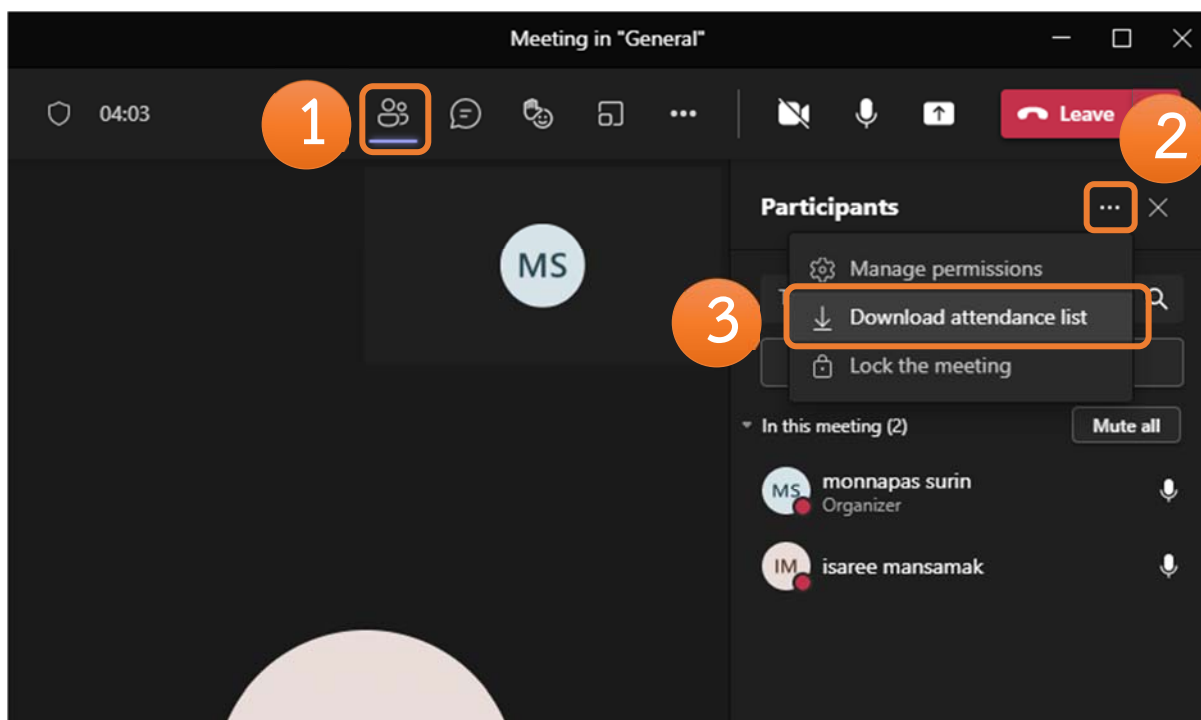 Meeting in "General"
04:03
1
Leave
2
Participants
MS
Manage permissions
3
Download attendance list
Lock the meeting
In this meeting (2)
Mute all
MS
monnapas surin
Organizer
IM
isaree mansamak